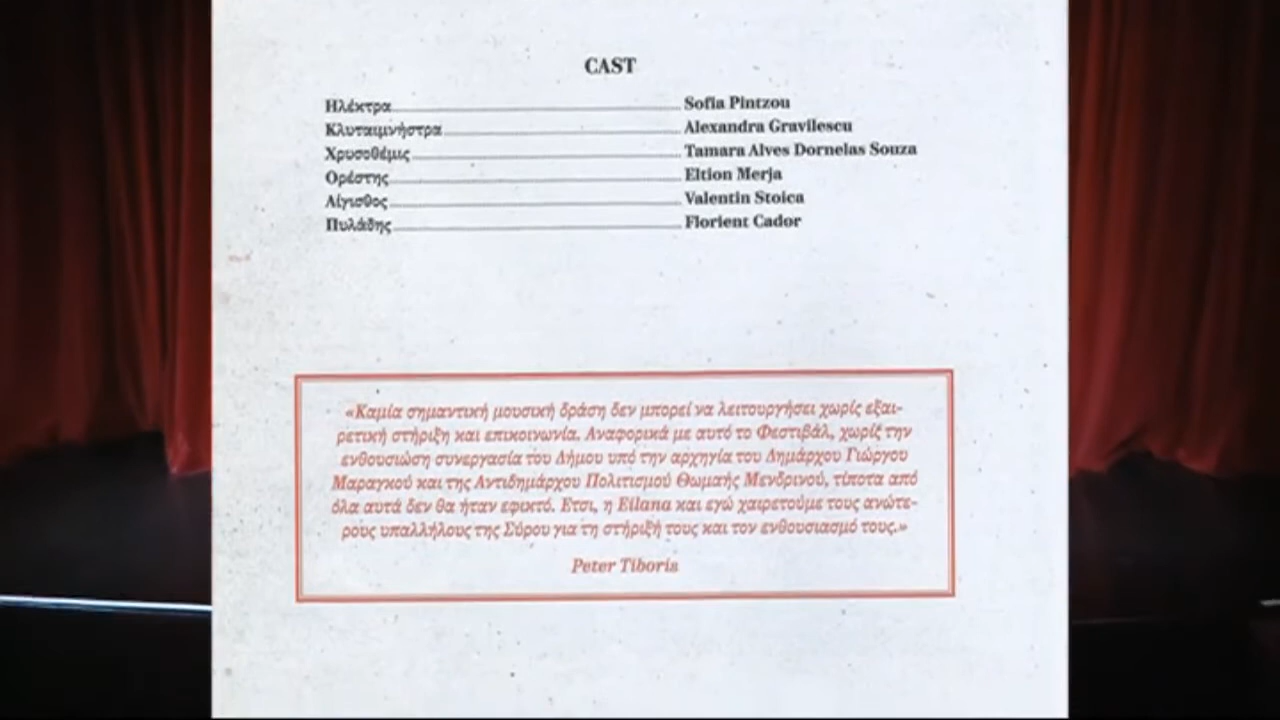 CAST
Ηλέκτρα Sofia Pintzou
Κλυταιμνήστρα Alexandra Gravilescu
Χρυσοθέμις Tamara Alves Dornelas Souza
Ορέστης Eltion Merja
Αίγισθος Valentin Stoica
Πυλάδης Florient Cador
«Καμία σημαντική μουσική δράση δεν μπορεί να λειτουργήσει χωρίς εξαι-
ρετική στήριξη και επικοινωνία. Αναφορικά με αυτό το Φεστιβάλ, χωρίς την
ενθουσιώση συνεργασία του Δήμου υπό την αρχηγία του Δημάρχου Γιώργου
Μαραγκού και της Αντιδημάρχου Πολιτισμού Θωμαής Μενδρινού, τίποτα από
όλα αυτά δεν θα ήταν εφικτό. Έτσι, η Eilana και εγώ χαιρετούμε τους ανώτε-
ρους υπαλλήλους της Σύρου για τη στήριξή τους και τον ενθουσιασμό τους.»
Peter Tiboris